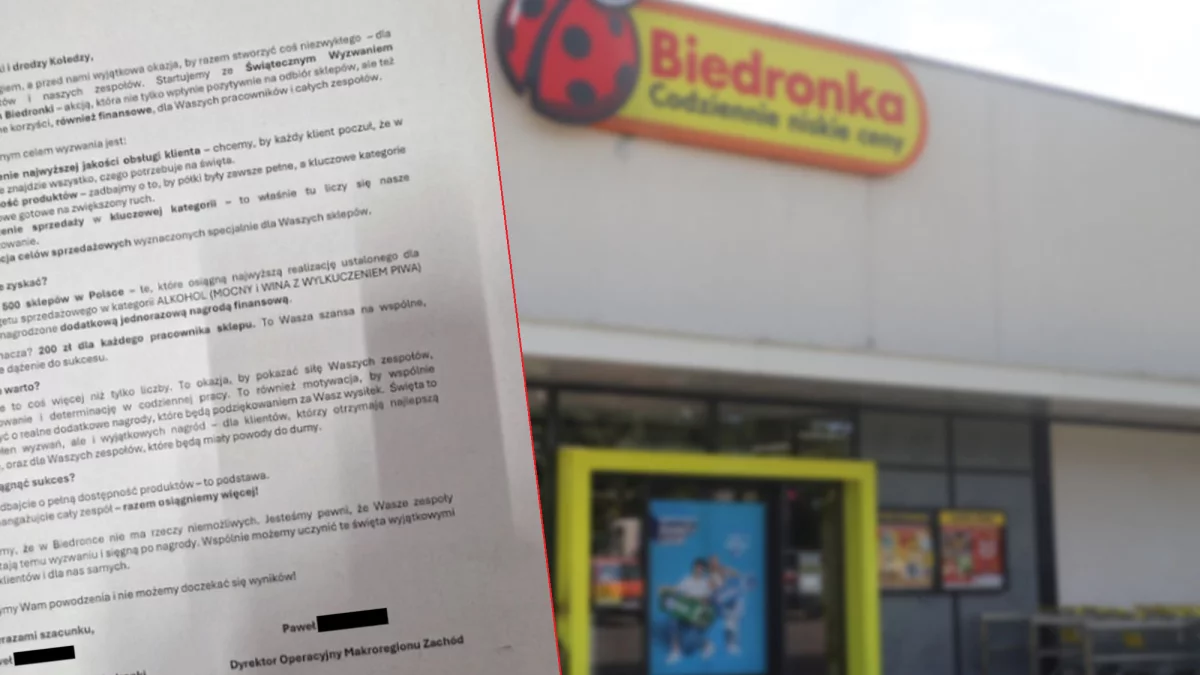 i drodzy Koledzy,
giem, a przed nami wyjątkowa okazja, by razem stworzyć coś niezwykłego – dla
ów i naszych zespołów. Startujemy ze Świątecznym Wyzwaniem
Biedronki – akcją, która nie tylko wpłynie pozytywnie na odbiór sklepów, ale też
ne korzyści, również finansowe, dla Waszych pracowników i całych zespołów.
nym celem wyzwania jest:
enie najwyższej jakości obsługi klienta – chcemy, by każdy klient poczuł, że w
e znajdzie wszystko, czego potrzebuje na święta.
ość produktów – zadbajmy o to, by półki były zawsze pełne, a kluczowe kategorie
owe gotowe na zwiększony ruch.
enie sprzedaży w kluczowej kategorii – to właśnie tu liczy się nasze
owanie.
cja celów sprzedażowych wyznaczonych specjalnie dla Waszych sklepów.
e zyskać?
500 sklepów w Polsce – te, które osiągną najwyższą realizację ustalonego dla
getu sprzedażowego w kategorii ALKOHOL (MOCNY i WINA Z WYLKUCZENIEM PIWA)
nagrodzone dodatkową jednorazową nagrodą finansową.
nacza? 200 zł dla każdego pracownika sklepu. To Wasza szansa na wspólne,
e dążenie do sukcesu.
warto?
e to coś więcej niż tylko liczby. To okazja, by pokazać siłę Waszych zespołów,
owanie i determinację w codziennej pracy. To również motywacja, by wspólnie
yć o realne dodatkowe nagrody, które będą podziękowaniem za Wasz wysiłek. Święta to
łen wyzwań, ale i wyjątkowych nagród – dla klientów, którzy otrzymają najlepszą
, oraz dla Waszych zespołów, które będą miały powody do dumy.
ągnąć sukces?
dbajcie o pełną dostępność produktów – to podstawa.
angażujcie cały zespół – razem osiągniemy więcej!
my, że w Biedronce nie ma rzeczy niemożliwych. Jesteśmy pewni, że Wasze zespoły
tają temu wyzwaniu i sięgną po nagrody. Wspólnie możemy uczynić te święta wyjątkowymi
klientów i dla nas samych.
ymy Wam powodzenia i nie możemy doczekać się wyników!
razami szacunku,
Paweł
Dyrektor Operacyjny Makroregionu Zachód
Biedronka
Codziennie niskie ceny